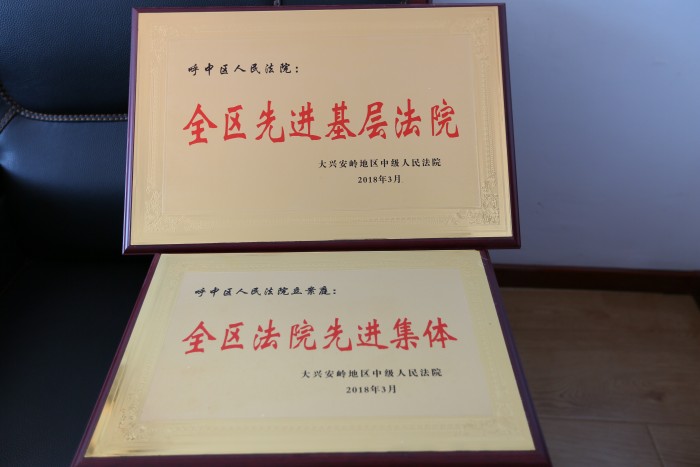 呼中区人民法院：
全区先进基层法院
大兴安岭地区中级人民法院
2018年3月
呼中区人民法院立案庭：
全区法院先进集体
大兴安岭地区中级人民法院
2018年3月